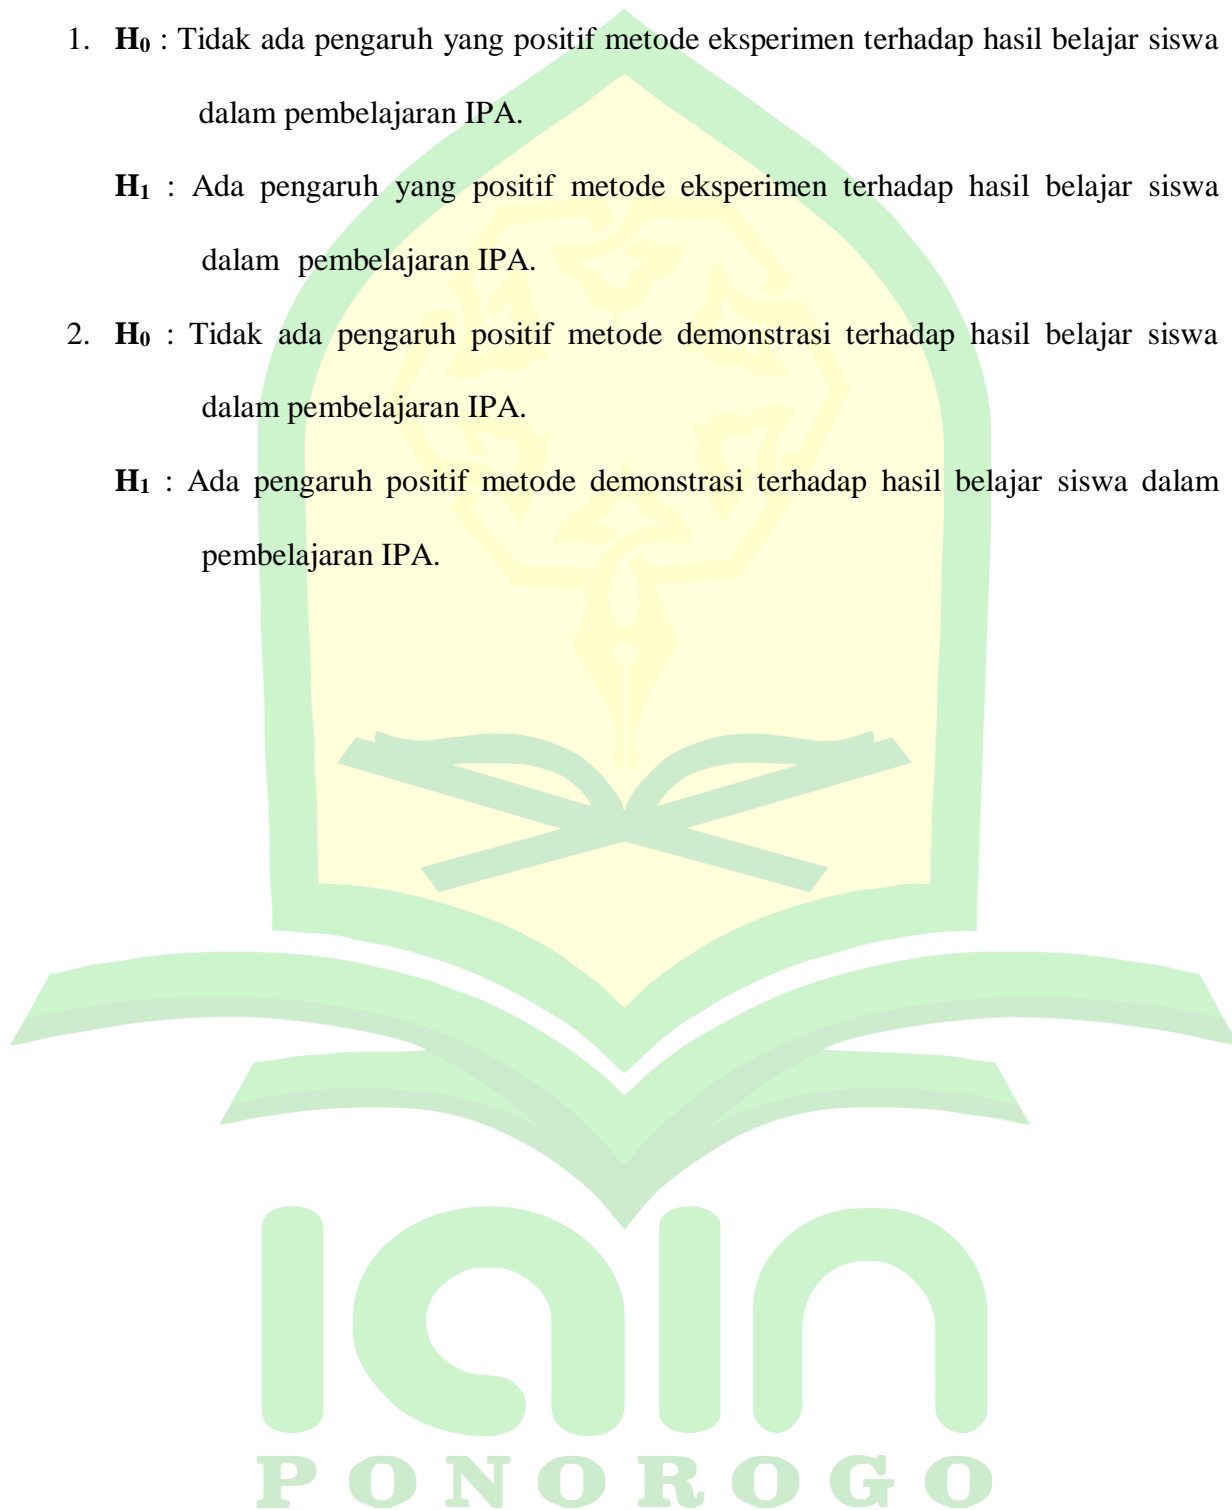 1. H₀ : Tidak ada pengaruh yang positif metode eksperimen terhadap hasil belajar siswa
dalam pembelajaran IPA.
H₁ : Ada pengaruh yang positif metode eksperimen terhadap hasil belajar siswa
dalam pembelajaran IPA.
2. H₀ : Tidak ada pengaruh positif metode demonstrasi terhadap hasil belajar siswa
dalam pembelajaran IPA.
H₁ : Ada pengaruh positif metode demonstrasi terhadap hasil belajar siswa dalam
pembelajaran IPA.
iain
PONOROGO